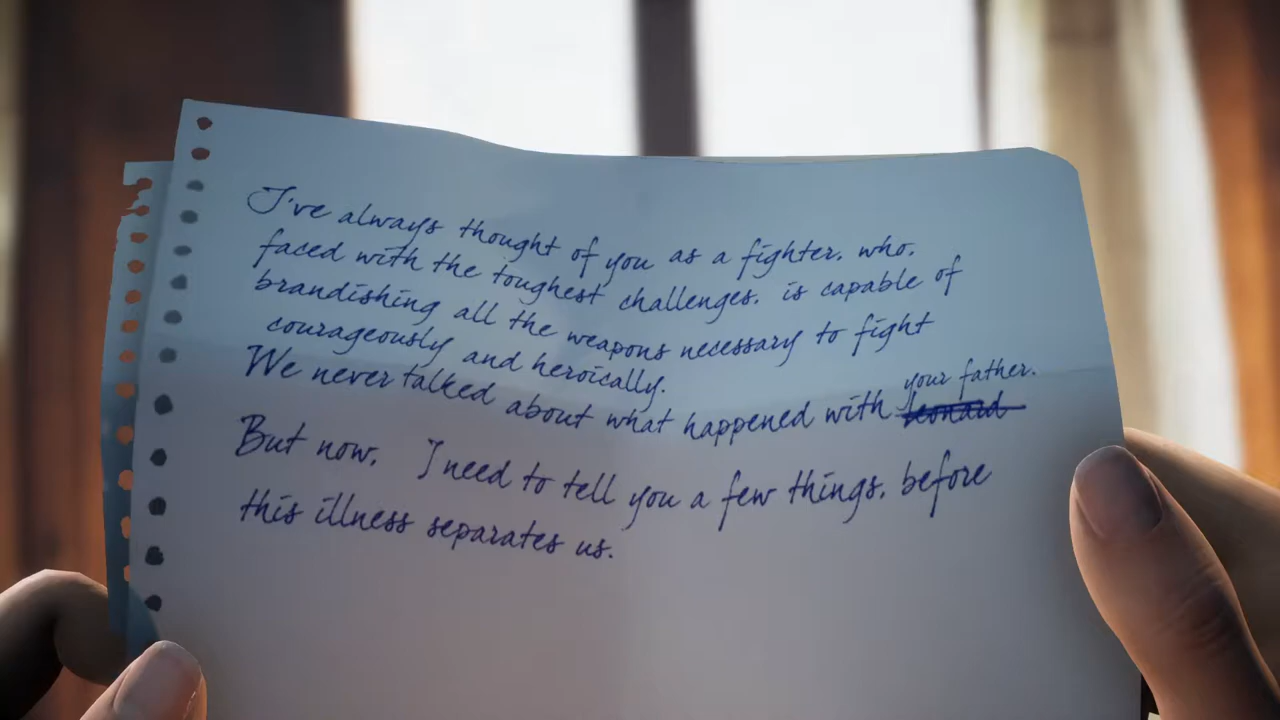 I've always thought of you as a fighter. who.
faced with the toughest challenges. is capable of
brandishing all the weapons necessary to fight
courageously and heroically.
We never talked about what happened with leonard your father.
But now. I need to tell you a few things. before
this illness separates us.